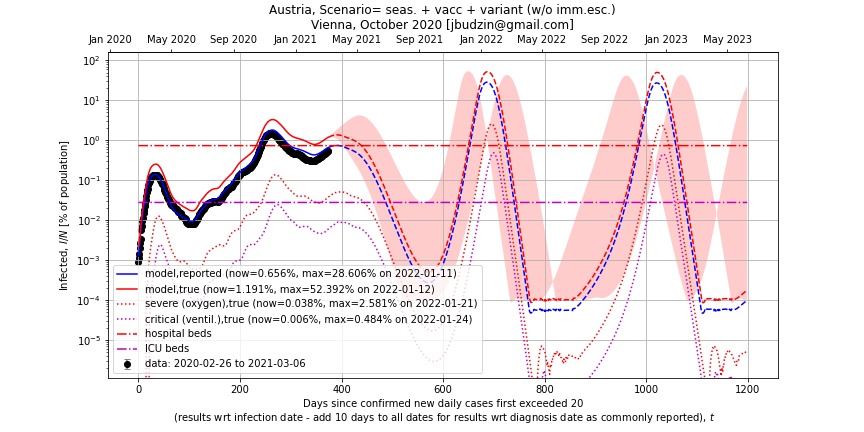 Austria, Scenario= seas. + vacc + variant (w/o imm.esc.)
Vienna, October 2020 [jbudzin@gmail.com]
Jan 2020 May 2020 Sep 2020 Jan 2021 May 2021 Sep 2021 Jan 2022 May 2022 Sep 2022 Jan 2023 May 2023
Infected, I/N [% of population]
10²
10¹
10⁰
10⁻¹
10⁻²
10⁻³
10⁻⁴
10⁻⁵
model,reported (now=0.656%, max=28.606% on 2022-01-11)
model,true (now=1.191%, max=52.392% on 2022-01-12)
severe (oxygen),true (now=0.038%, max=2.581% on 2022-01-21)
critical (ventil.),true (now=0.006%, max=0.484% on 2022-01-24)
hospital beds
ICU beds
data: 2020-02-26 to 2021-03-06
0 200 400 600 800 1000 1200
Days since confirmed new daily cases first exceeded 20
(results wrt infection date - add 10 days to all dates for results wrt diagnosis date as commonly reported), t